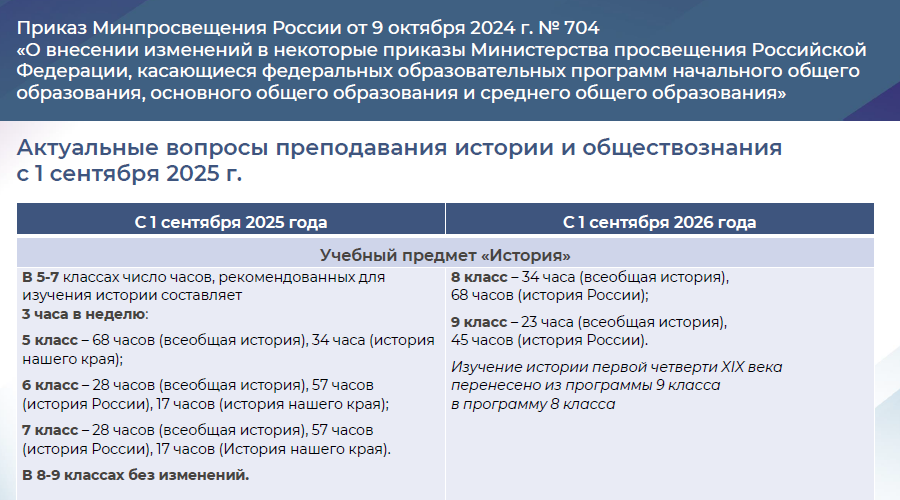 Приказ Минпросвещения России от 9 октября 2024 г. № 704
«О внесении изменений в некоторые приказы Министерства просвещения Российской
Федерации, касающиеся федеральных образовательных программ начального общего
образования, основного общего образования и среднего общего образования»
Актуальные вопросы преподавания истории и обществознания
с 1 сентября 2025 г.
С 1 сентября 2025 года
С 1 сентября 2026 года
Учебный предмет «История»
В 5-7 классах число часов, рекомендованных для
изучения истории составляет
3 часа в неделю:
5 класс – 68 часов (всеобщая история), 34 часа (история
нашего края);
6 класс – 28 часов (всеобщая история), 57 часов
(история России), 17 часов (история нашего края);
7 класс – 28 часов (всеобщая история), 57 часов
(история России), 17 часов (История нашего края).
В 8-9 классах без изменений.
8 класс – 34 часа (всеобщая история),
68 часов (история России);
9 класс – 23 часа (всеобщая история),
45 часов (история России).
Изучение истории первой четверти XIX века
перенесено из программы 9 класса
в программу 8 класса